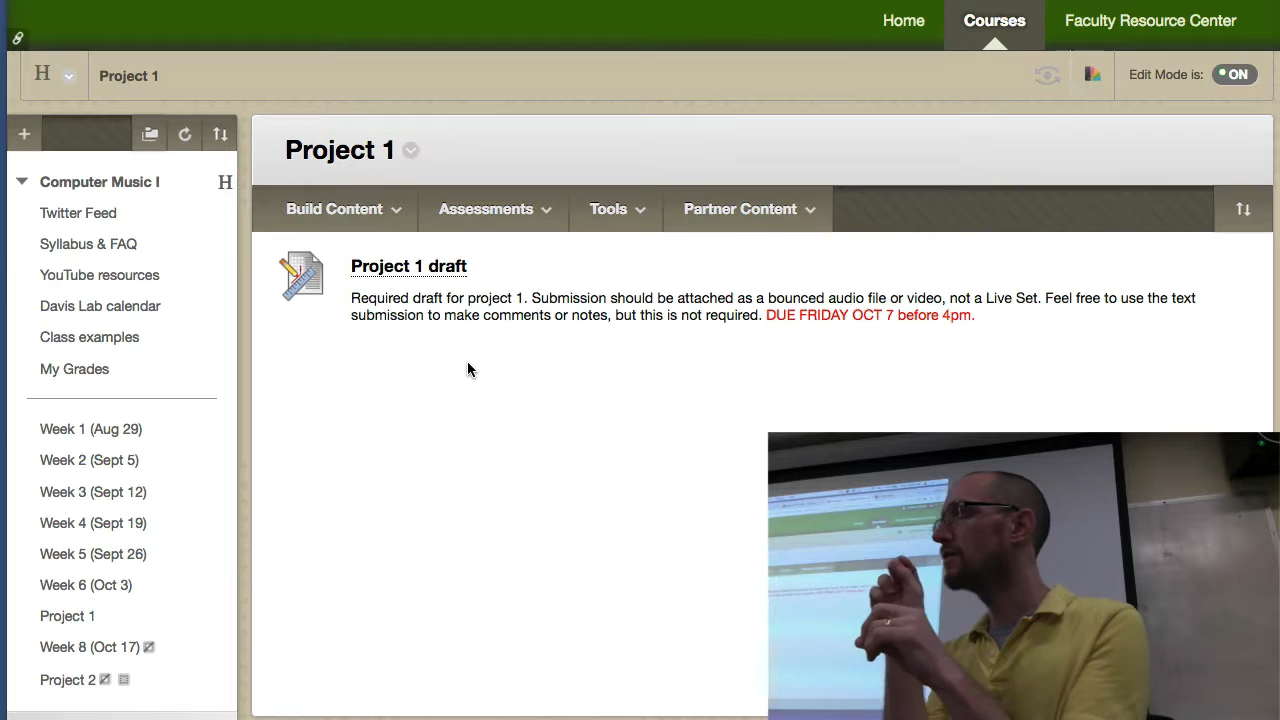 Home
Courses
Faculty Resource Center
H
Project 1
Edit Mode is:
ON
Computer Music I
H
Twitter Feed
Syllabus & FAQ
YouTube resources
Davis Lab calendar
Class examples
My Grades
Week 1 (Aug 29)
Week 2 (Sept 5)
Week 3 (Sept 12)
Week 4 (Sept 19)
Week 5 (Sept 26)
Week 6 (Oct 3)
Project 1
Week 8 (Oct 17)
Project 2
Project 1
Build Content
Assessments
Tools
Partner Content
Project 1 draft
Required draft for project 1. Submission should be attached as a bounced audio file or video, not a Live Set. Feel free to use the text
submission to make comments or notes, but this is not required. DUE FRIDAY OCT 7 before 4pm.